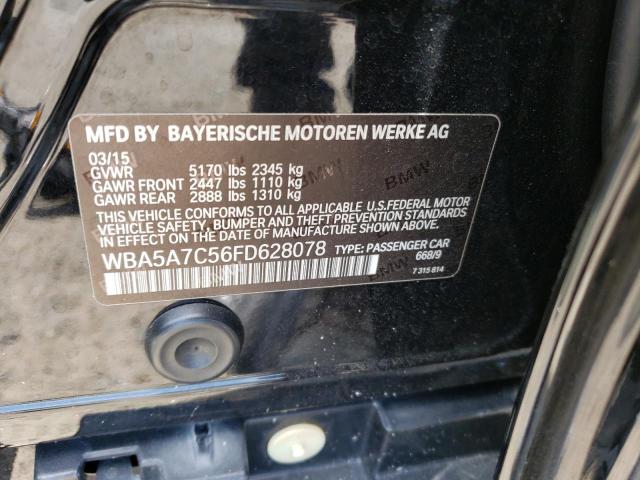 MFD BY BAYERISCHE MOTOREN WERKE AG
03/15
GVWR 5170 lbs 2345 kg
GAWR FRONT 2447 lbs 1110 kg
GAWR REAR 2888 lbs 1310 kg
THIS VEHICLE CONFORMS TO ALL APPLICABLE U.S.FEDERAL MOTOR
VEHICLE SAFETY, BUMPER AND THEFT PREVENTION STANDARDS
IN EFFECT ON THE DATE OF MANUFACTURE SHOWN ABOVE.
WBA5A7C56FD628078 TYPE: PASSENGER CAR
668/9
7 315 814